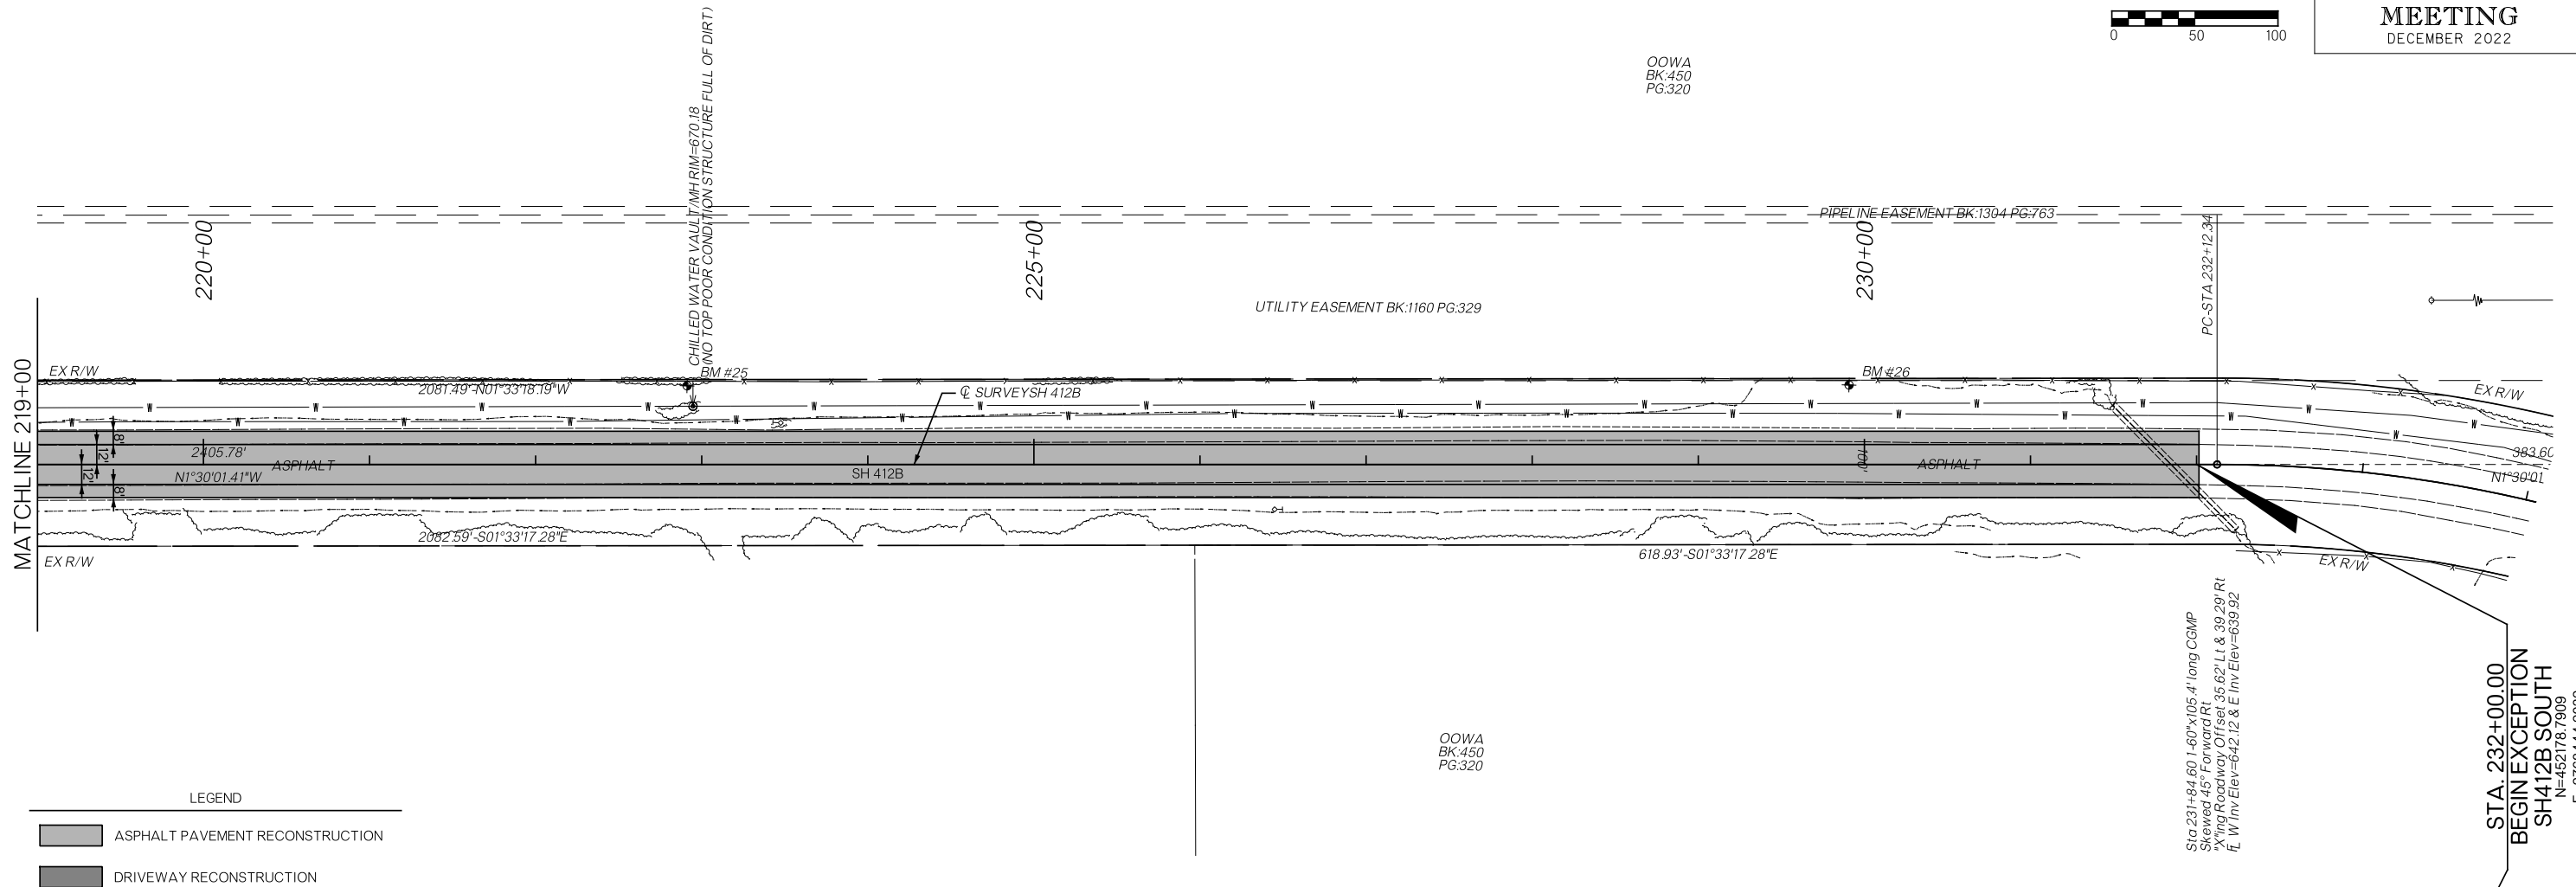 0 50 100
MEETING
DECEMBER 2022
OOWA
BK:450
PG:320
CHILLED WATER VAULT/MH RIM=670.18
(NO TOP POOR CONDITION STRUCTURE FULL OF DIRT)
PIPELINE EASEMENT BK:1304 PG:763
220+00
225+00
230+00
PC-STA 232+12.34
UTILITY EASEMENT BK:1160 PG:329
MATCHLINE 219+00
EX R/W
BM #25
BM #26
EX R/W
2081.49'-N01°33'18.19"W
℄ SURVEYSH 412B
W W W W W W W W W W W W W W
W W W W W W W W W W W W W W W
8'
12'
12'
8'
2405.78'
ASPHALT
N1°30'01.41"W
SH 412B
100'
ASPHALT
383.60
N1°30'01.
2082.59'-S01°33'17.28"E
618.93'-S01°33'17.28"E
EX R/W
EX R/W
Sta 231+84.60 1-60"x105.4' long CGMP
Skewed 45° Forward Rt
"X"ing Roadway Offset 35.62' Lt & 39.29' Rt
FL W Inv Elev=642.12 & E Inv Elev=639.92
STA. 232+00.00
BEGIN EXCEPTION
SH412B SOUTH
N=452178.7909
OOWA
BK:450
PG:320
LEGEND
ASPHALT PAVEMENT RECONSTRUCTION
DRIVEWAY RECONSTRUCTION